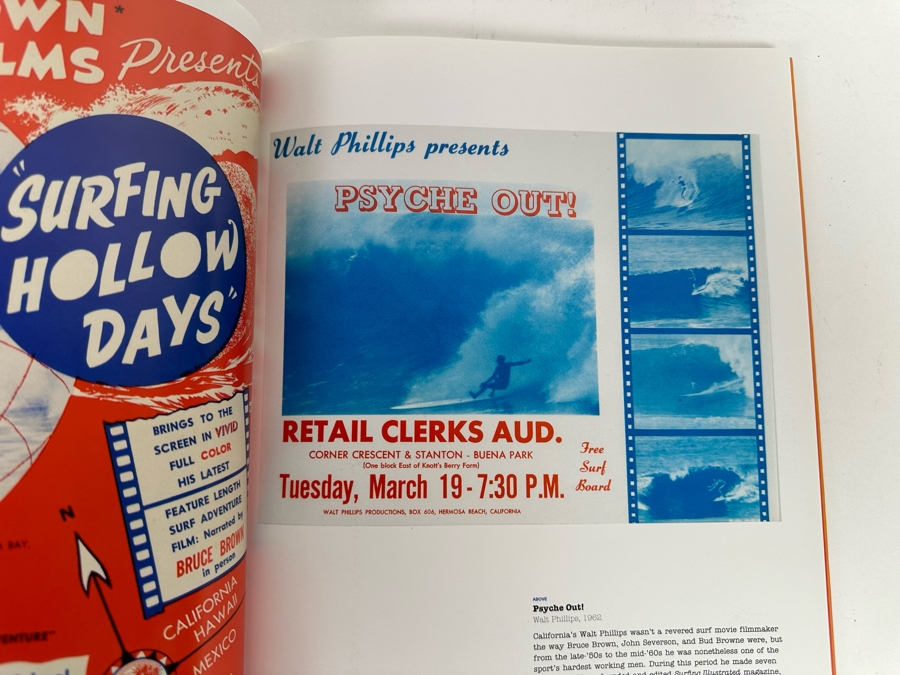 WN*
LMS Presents
"SURFING
HOLLOW
DAYS"
BRINGS TO THE
SCREEN IN VIVID
FULL COLOR
HIS LATEST
FEATURE LENGTH
SURF ADVENTURE
FILM: Narrated by
BRUCE BROWN
in person
N
A BAY,
CALIFORNIA
HAWAII
MEXICO
VENTURE"
Walt Phillips presents
PSYCHE OUT!
RETAIL CLERKS AUD.
CORNER CRESCENT & STANTON - BUENA PARK
(One block East of Knott's Berry Farm)
Tuesday, March 19 - 7:30 P.M.
Free
Surf
Board
WALT PHILLIPS PRODUCTIONS, BOX 606, HERMOSA BEACH, CALIFORNIA
ABOVE
Psyche Out!
Walt Phillips, 1962
California's Walt Phillips wasn't a revered surf movie filmmaker
the way Bruce Brown, John Severson, and Bud Browne were, but
from the late-'50s to the mid-'60s he was nonetheless one of the
sport's hardest working men. During this period he made seven
and edited Surfing Illustrated magazine,